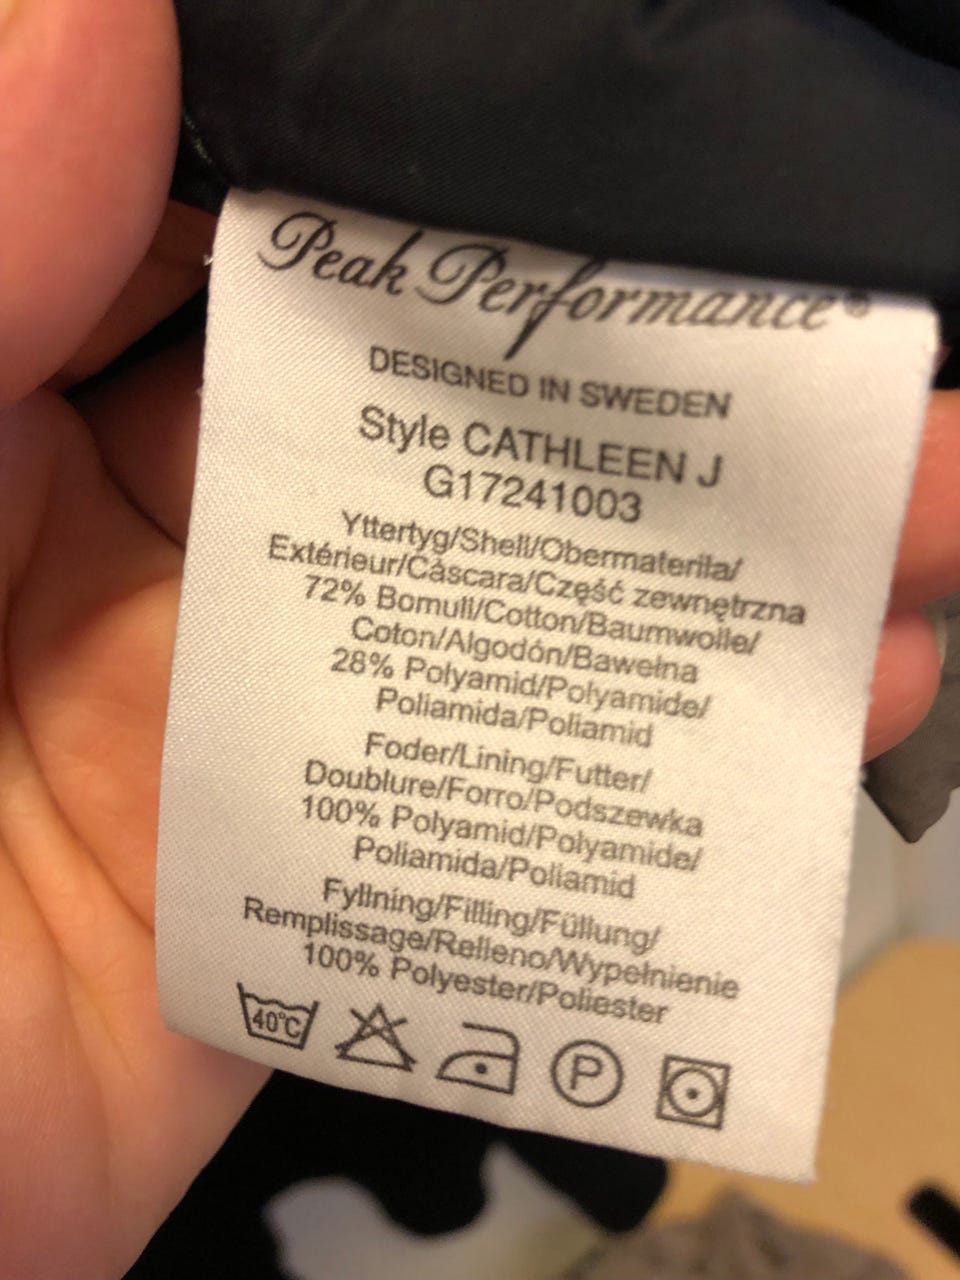 Peak Performance®
DESIGNED IN SWEDEN
Style CATHLEEN J
G17241003
Yttertyg/Shell/Obermaterila/
Extérieur/Cáscara/Część zewnętrzna
72% Bomull/Cotton/Baumwolle/
Coton/Algodón/Bawełna
28% Polyamid/Polyamide/
Poliamida/Poliamid
Foder/Lining/Futter/
Doublure/Forro/Podszewka
100% Polyamid/Polyamide/
Poliamida/Poliamid
Fyllning/Filling/Füllung/
Remplissage/Relleno/Wypełnienie
100% Polyester/Poliester
40°C P